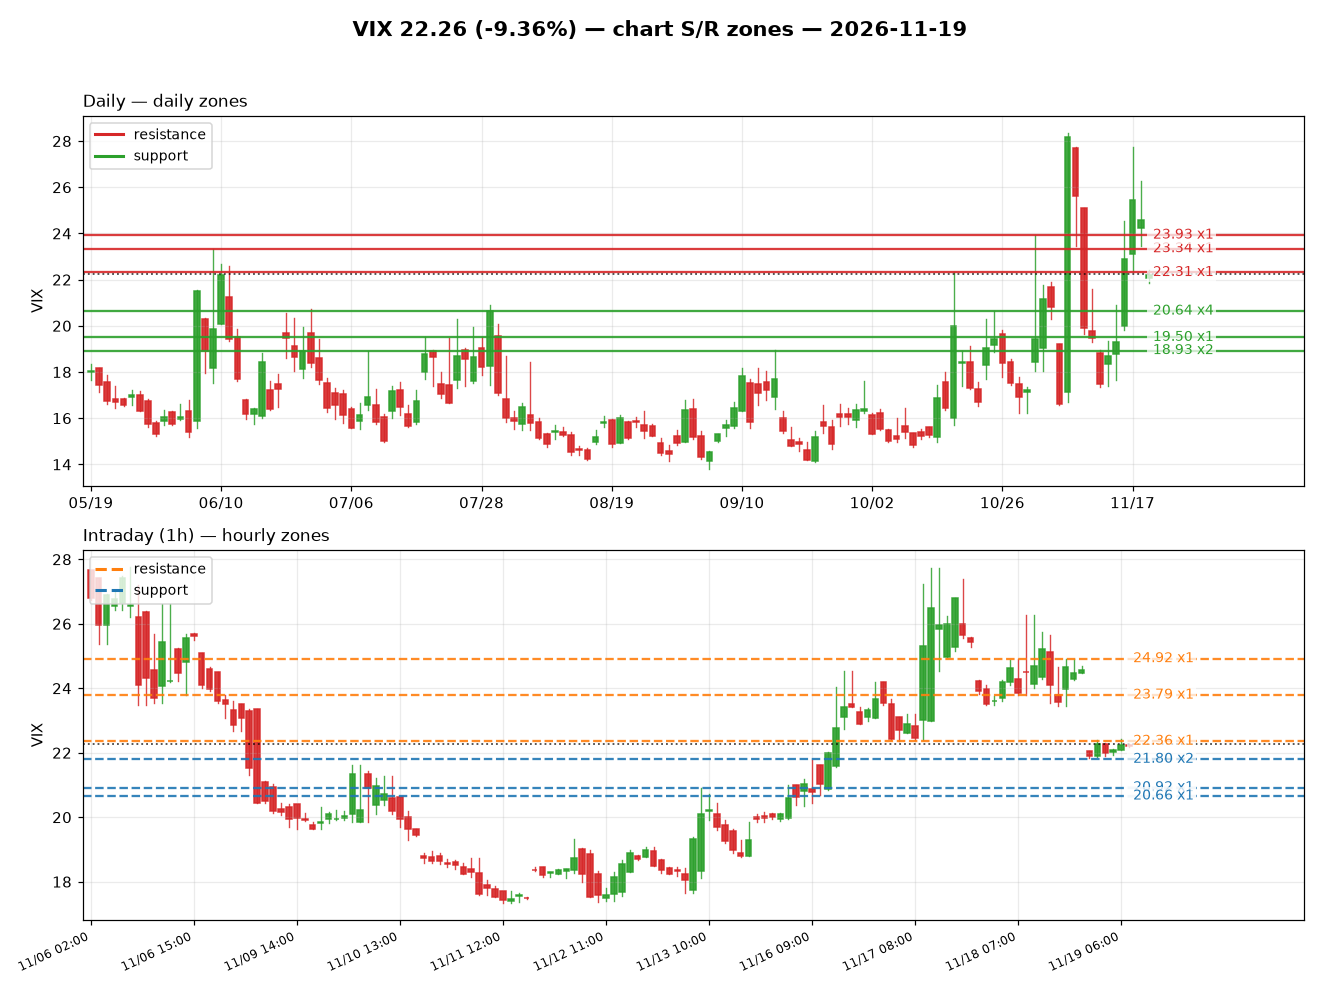 VIX 22.26 (-9.36%) — chart S/R zones — 2026-11-19
Daily — daily zones
resistance
support
VIX
28
26
24
22
20
18
16
14
23.93 x1
23.34 x1
22.31 x1
20.64 x4
19.50 x1
18.93 x2
05/19 06/10 07/06 07/28 08/19 09/10 10/02 10/26 11/17
Intraday (1h) — hourly zones
resistance
support
VIX
28
26
24
22
20
18
24.92 x1
23.79 x1
22.36 x1
21.80 x2
20.92 x1
20.66 x1
11/06 02:00 11/06 15:00 11/09 14:00 11/10 13:00 11/11 12:00 11/12 11:00 11/13 10:00 11/16 09:00 11/17 08:00 11/18 07:00 11/19 06:00